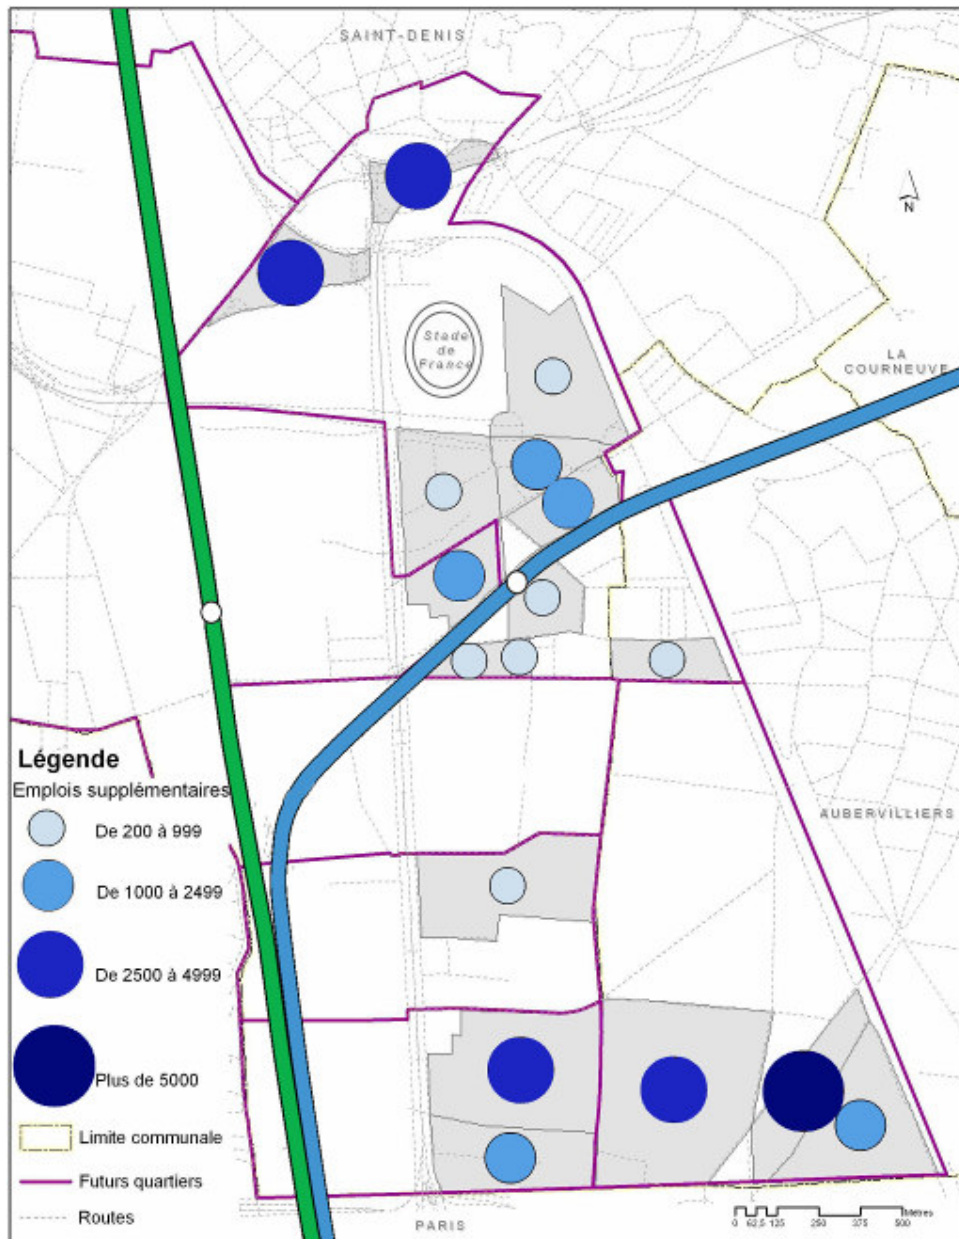 SAINT-DENIS
N
Stade
de
France
LA
COURNEUVE
Légende
Emplois supplémentaires
De 200 à 999
De 1000 à 2499
De 2500 à 4999
Plus de 5000
Limite communale
Futurs quartiers
Routes
AUBERVILLIERS
PARIS
Mètres
0 62,5 125 250 375 500